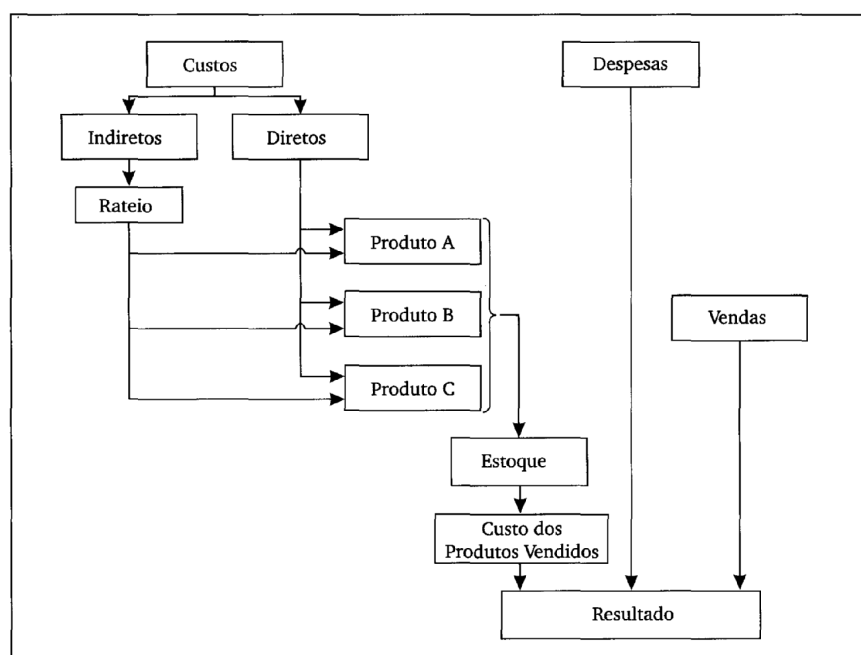 Custos
Despesas
Indiretos
Diretos
Rateio
Produto A
Produto B
Vendas
Produto C
Estoque
Custo dos
Produtos Vendidos
Resultado